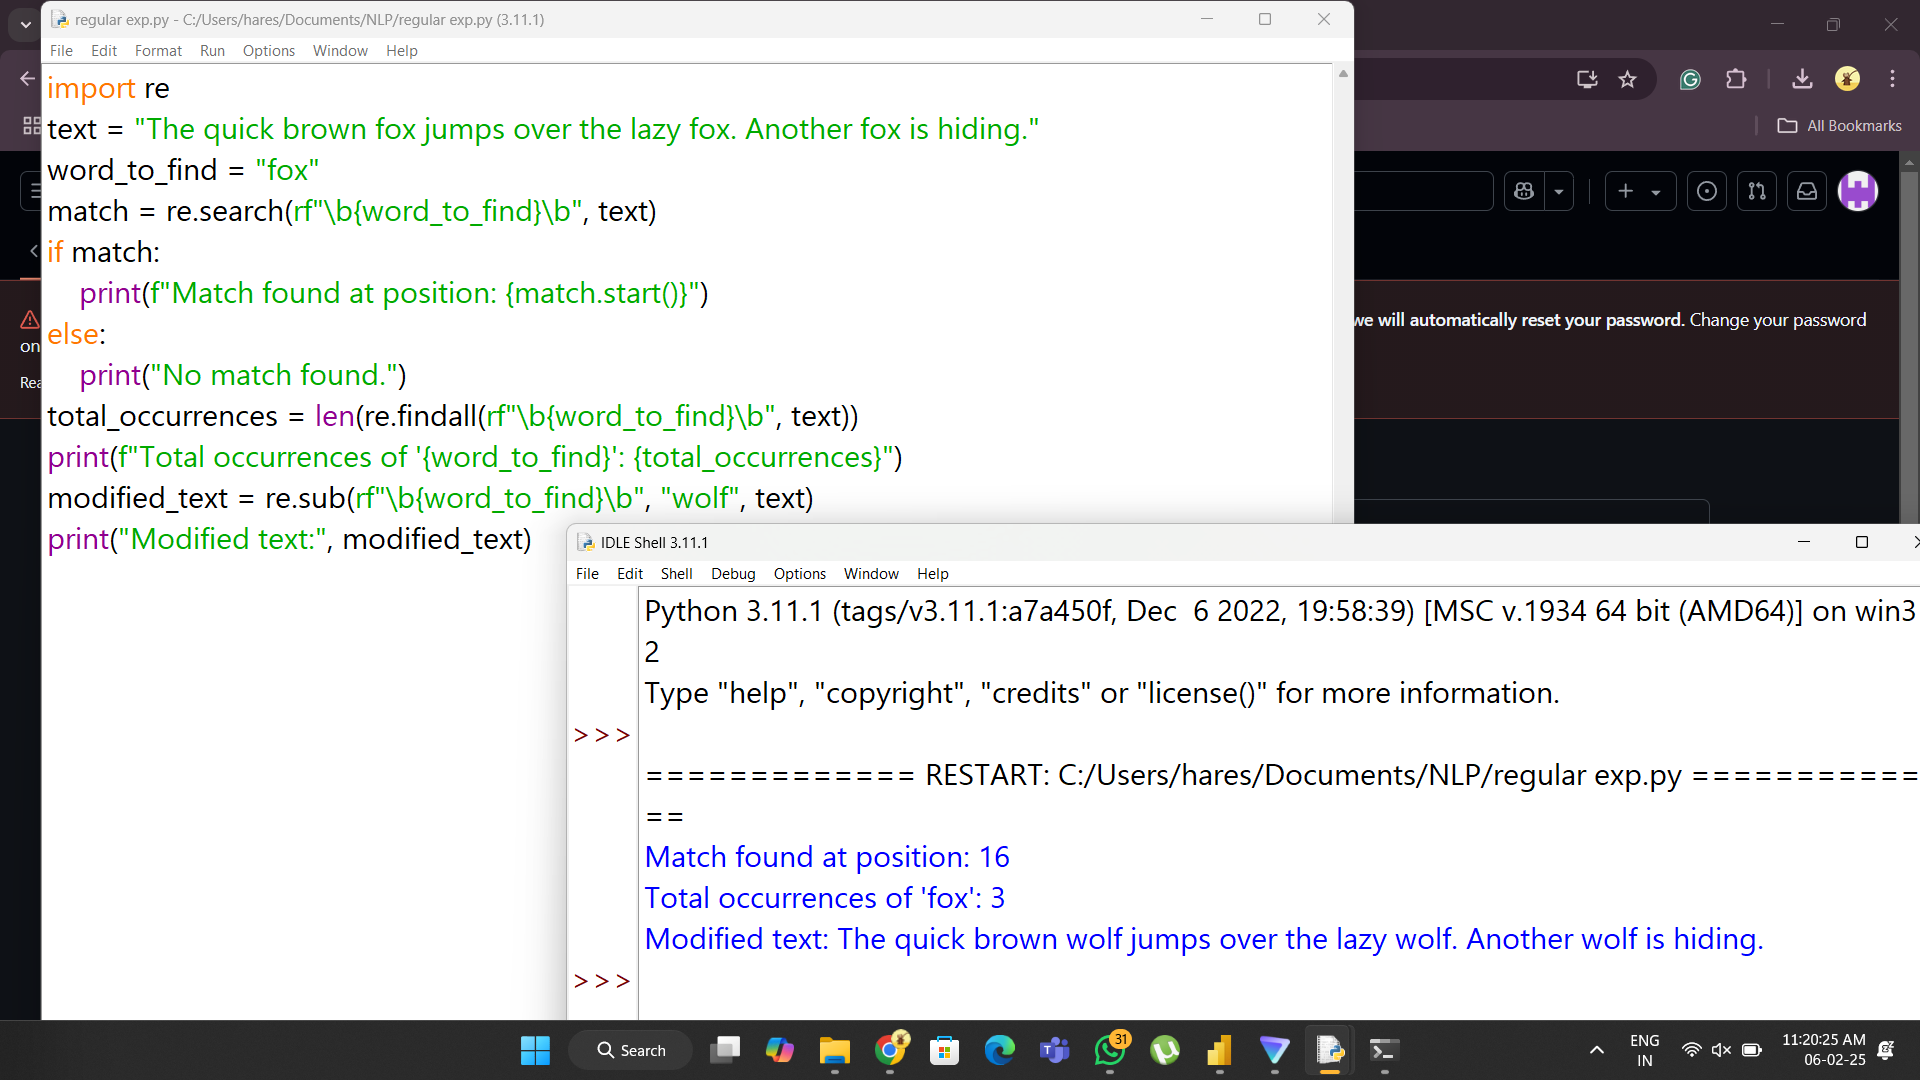 regular exp.py - C:/Users/hares/Documents/NLP/regular exp.py (3.11.1)
File Edit Format Run Options Window Help
import re
text = "The quick brown fox jumps over the lazy fox. Another fox is hiding."
word_to_find = "fox"
match = re.search(rf"\b{word_to_find}\b", text)
if match:
    print(f"Match found at position: {match.start()}")
else:
    print("No match found.")
total_occurrences = len(re.findall(rf"\b{word_to_find}\b", text))
print(f"Total occurrences of '{word_to_find}': {total_occurrences}")
modified_text = re.sub(rf"\b{word_to_find}\b", "wolf", text)
print("Modified text:", modified_text)
All Bookmarks
we will automatically reset your password. Change your password
on
Rea
IDLE Shell 3.11.1
File Edit Shell Debug Options Window Help
Python 3.11.1 (tags/v3.11.1:a7a450f, Dec  6 2022, 19:58:39) [MSC v.1934 64 bit (AMD64)] on win3
2
Type "help", "copyright", "credits" or "license()" for more information.
>>>
============= RESTART: C:/Users/hares/Documents/NLP/regular exp.py ===========
==
Match found at position: 16
Total occurrences of 'fox': 3
Modified text: The quick brown wolf jumps over the lazy wolf. Another wolf is hiding.
>>>
Search
31
ENG
IN
11:20:25 AM
06-02-25